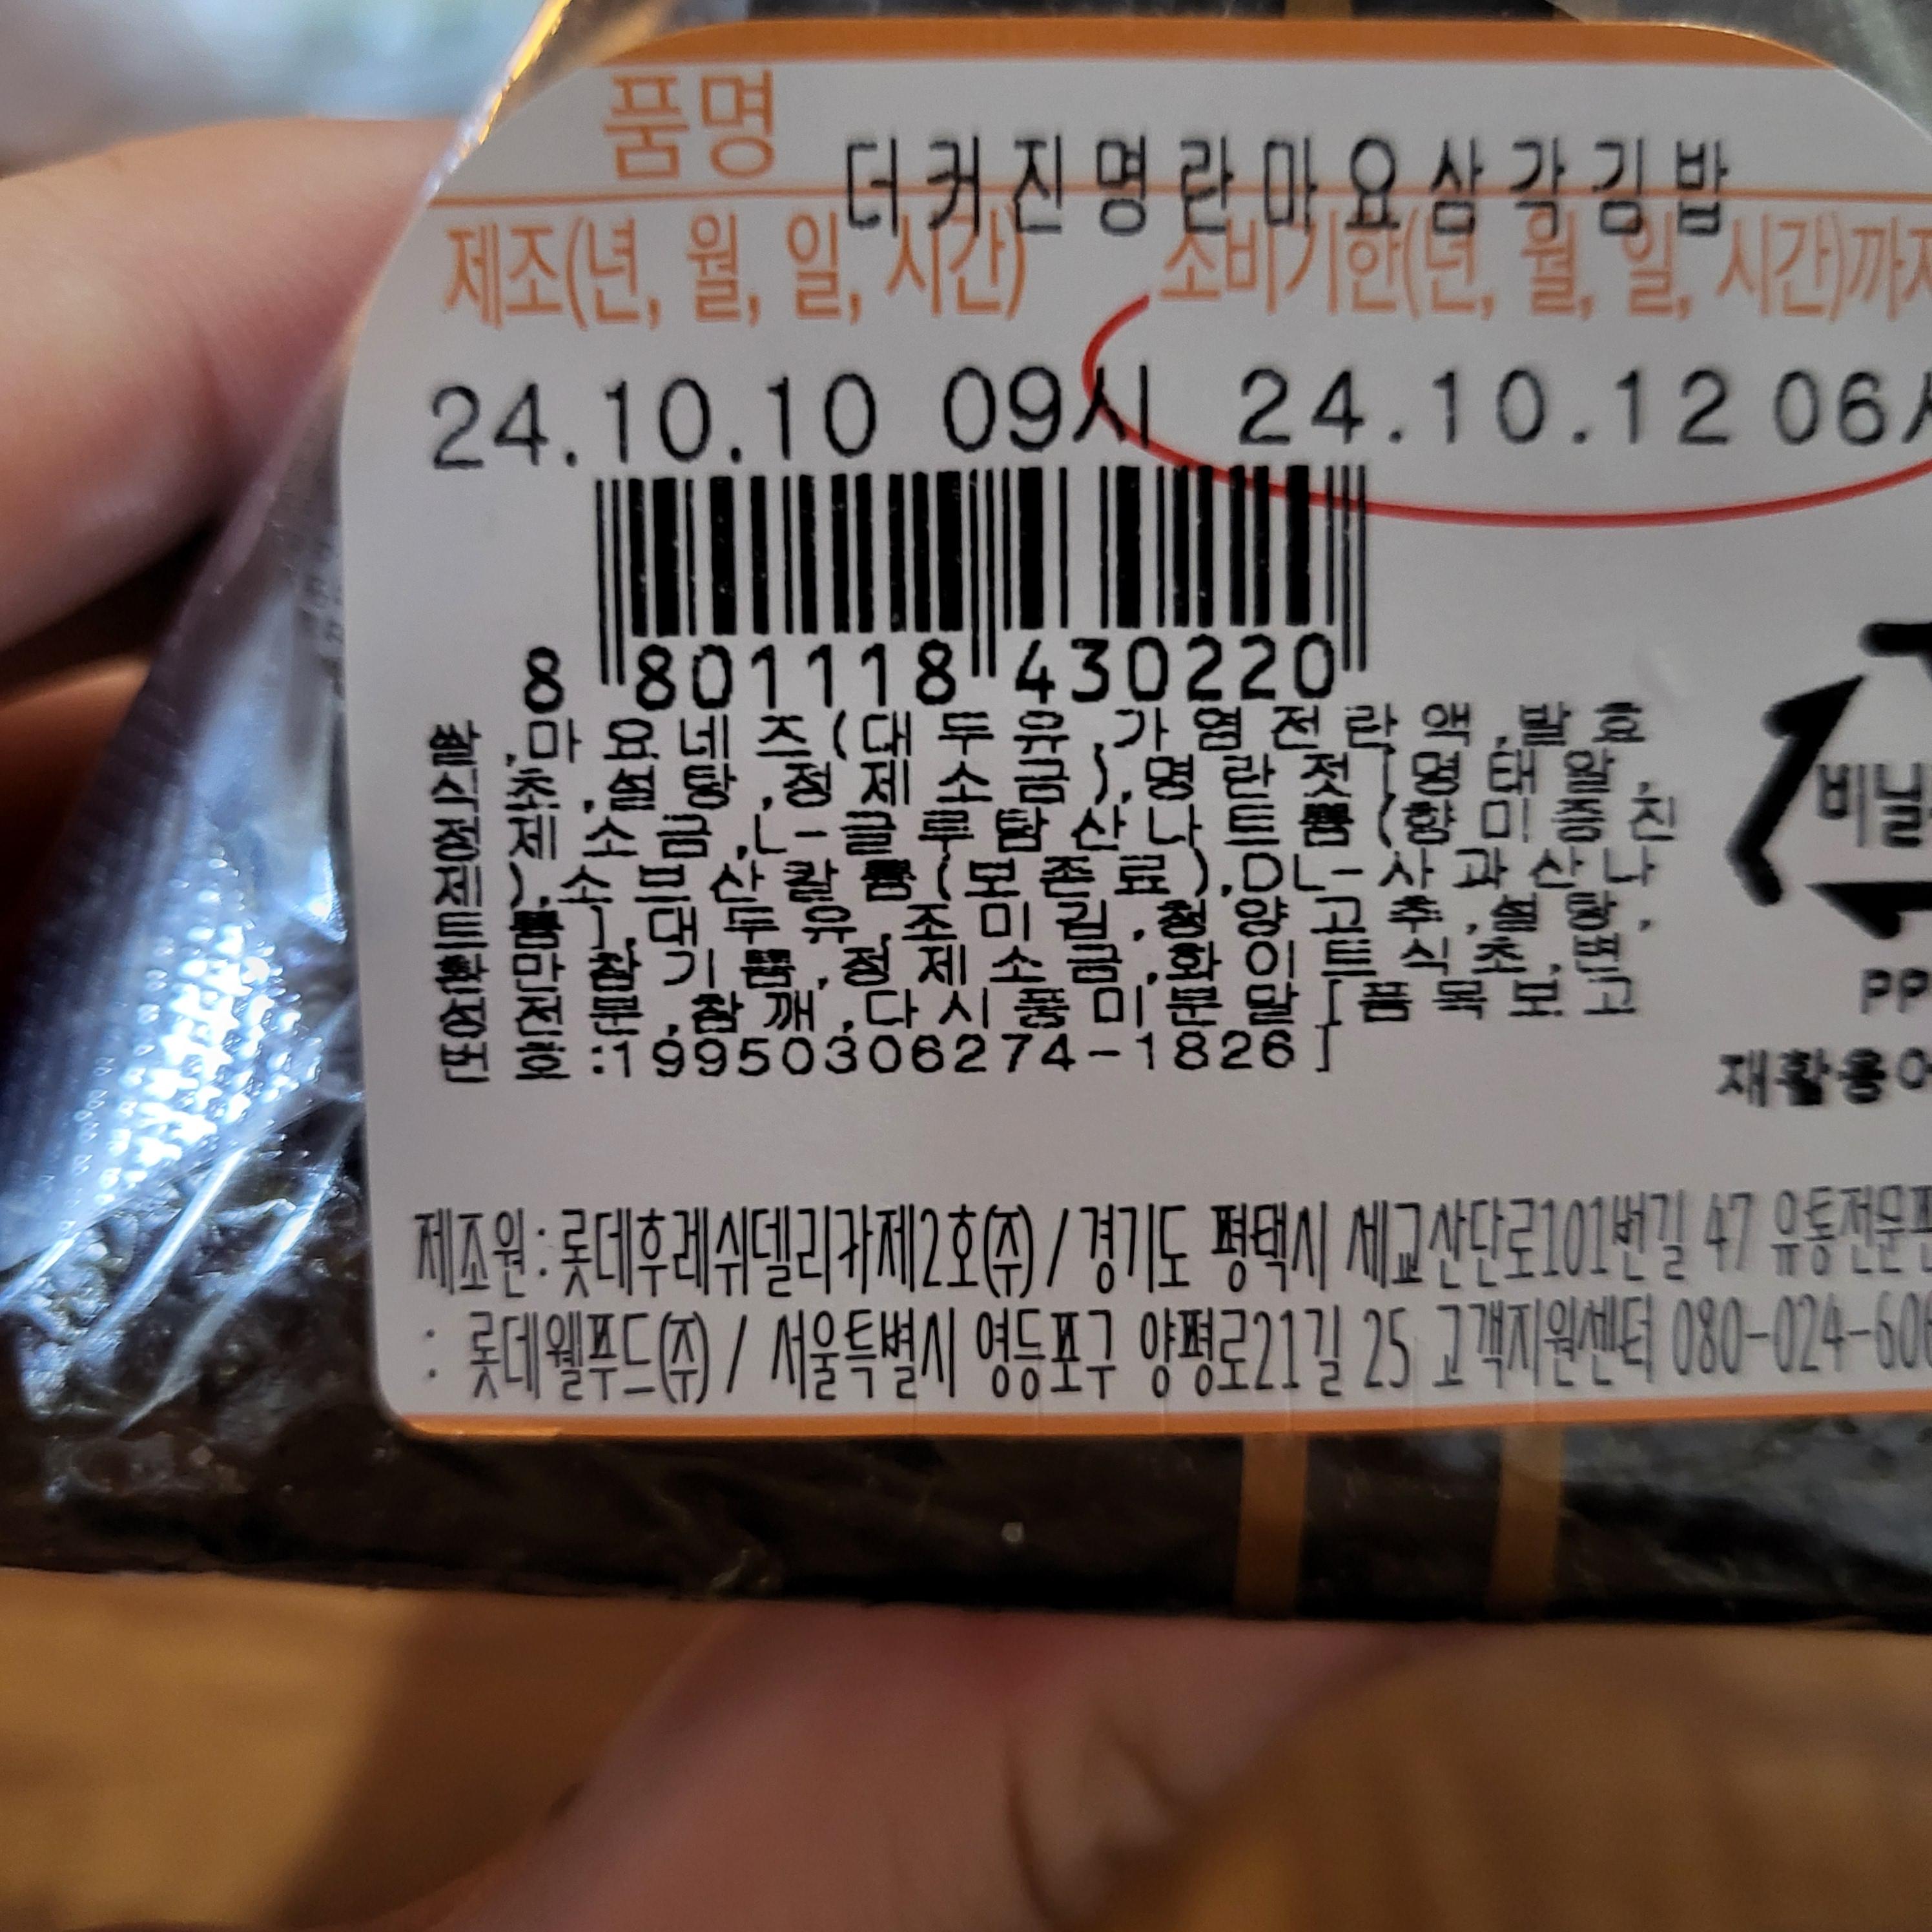 품명 더커진명란마요삼각김밥
제조(년, 월, 일, 시간) 소비기한(년, 월, 일, 시간)까지
24.10.10 09시 24.10.12 06시
8 801118 430220
쌀,마요네즈(대두유,가염전란액,발효
식초,설탕,정제소금),명란젓[명태알,
정제소금,L-글루탐산나트륨(향미증진
제),소브산칼륨(보존료),DL-사과산나
트륨],대두유,조미김,청양고추,설탕,
참기름,정제소금,화이트식초,변
성전분,참깨,다시풍미분말[품목보고
번호:19950306274-1826]
비닐
PP
재활용
제조원:롯데후레쉬델리카제2호(주)/경기도 평택시 세교산단로101번길 47 유통전문판
: 롯데웰푸드(주)/ 서울특별시 영등포구 양평로21길 25 고객지원센터 080-024-606